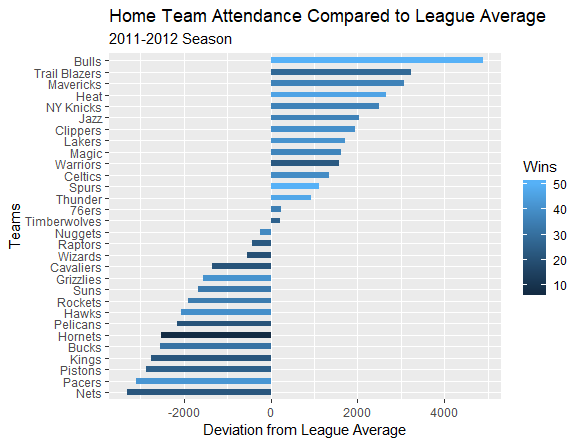 Home Team Attendance Compared to League Average
2011-2012 Season
Teams
Bulls
Trail Blazers
Mavericks
Heat
NY Knicks
Jazz
Clippers
Lakers
Magic
Warriors
Celtics
Spurs
Thunder
76ers
Timberwolves
Nuggets
Raptors
Wizards
Cavaliers
Grizzlies
Suns
Rockets
Hawks
Pelicans
Hornets
Bucks
Kings
Pistons
Pacers
Nets
-2000 0 2000 4000
Deviation from League Average
Wins
50
40
30
20
10